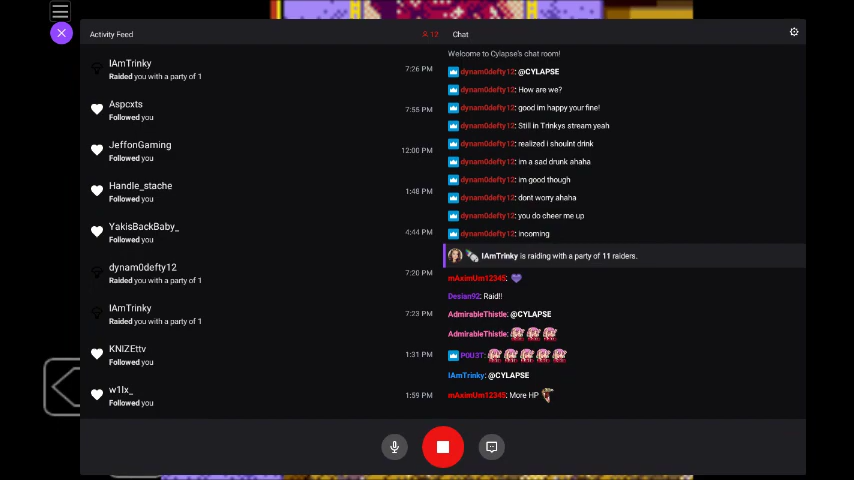 Activity Feed
12
Chat
IAmTrinky
Raided you with a party of 1
7:26 PM
Aspcxts
Followed you
7:55 PM
JeffonGaming
Followed you
12:00 PM
Handle_stache
Followed you
1:48 PM
YakisBackBaby_
Followed you
4:44 PM
dynam0defty12
Raided you with a party of 1
7:20 PM
IAmTrinky
Raided you with a party of 1
7:23 PM
KNIZEttv
Followed you
1:31 PM
w1lx_
Followed you
1:59 PM
Welcome to Cylapse's chat room!
dynam0defty12: @CYLAPSE
dynam0defty12: How are we?
dynam0defty12: good im happy your fine!
dynam0defty12: Still in Trinkys stream yeah
dynam0defty12: realized i shoulnt drink
dynam0defty12: im a sad drunk ahaha
dynam0defty12: im good though
dynam0defty12: dont worry ahaha
dynam0defty12: you do cheer me up
dynam0defty12: incoming
IAmTrinky is raiding with a party of 11 raiders.
mAximUm12345:
Desian92: Raid!!
AdmirableThistle: @CYLAPSE
AdmirableThistle:
P0U3T:
IAmTrinky: @CYLAPSE
mAximUm12345: More HP